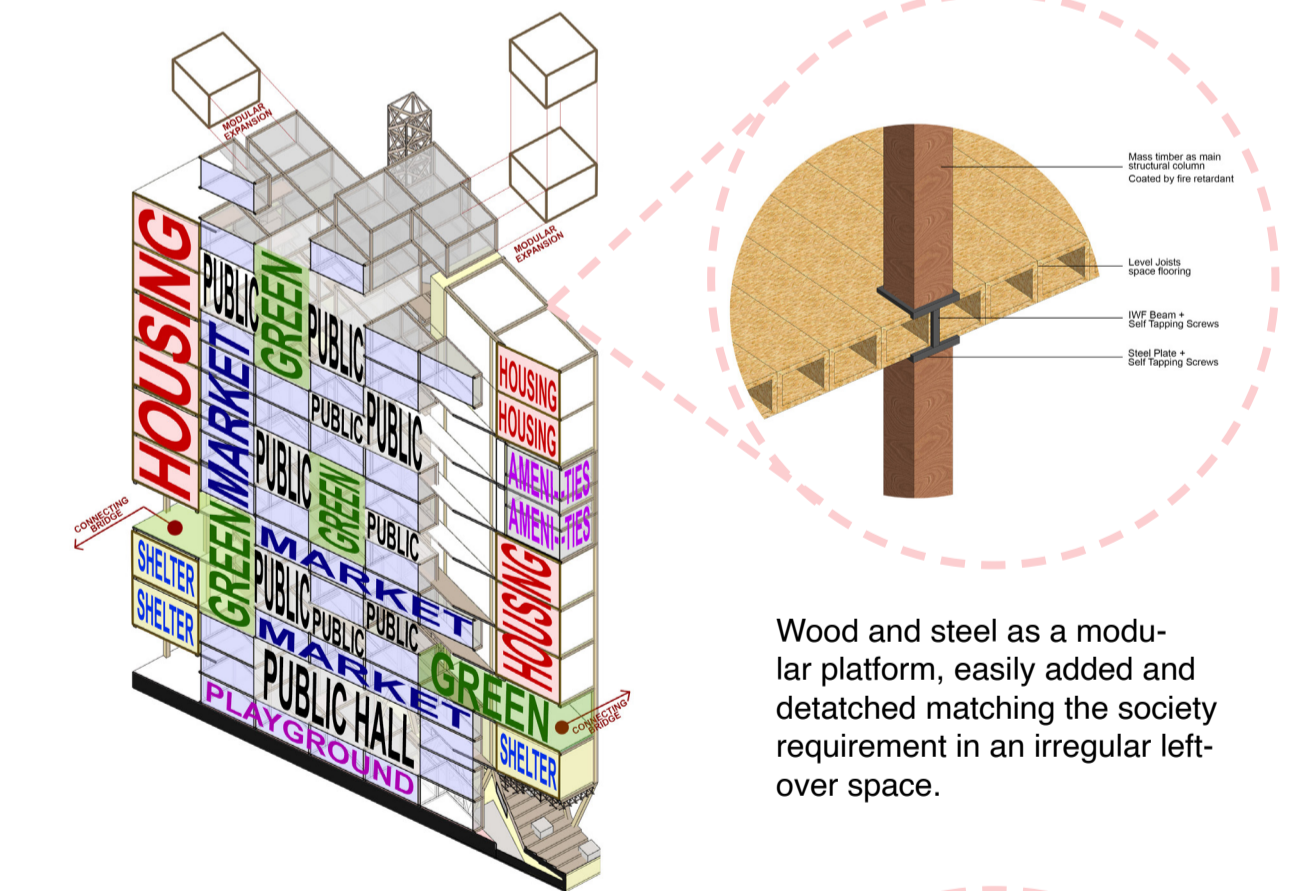 MODULAR
EXPANSION
MODULAR
EXPANSION
HOUSING
PUBLIC
GREEN
PUBLIC
MARKET
PUBLIC
PUBLIC
HOUSING
HOUSING
PUBLIC
GREEN
AMENI-TIES
AMENI-TIES
PUBLIC
CONNECTING
BRIDGE
GREEN
MARKET
HOUSING
SHELTER
SHELTER
PUBLIC
PUBLIC
PUBLIC
MARKET
GREEN
PUBLIC HALL
PLAYGROUND
CONNECTING
BRIDGE
SHELTER
Mass timber as main
structural column
Coated by fire retardant
Level Joists
space flooring
IWF Beam +
Self Tapping Screws
Steel Plate +
Self Tapping Screws
Wood and steel as a modu-
lar platform, easily added and
detatched matching the society
requirement in an irregular left-
over space.